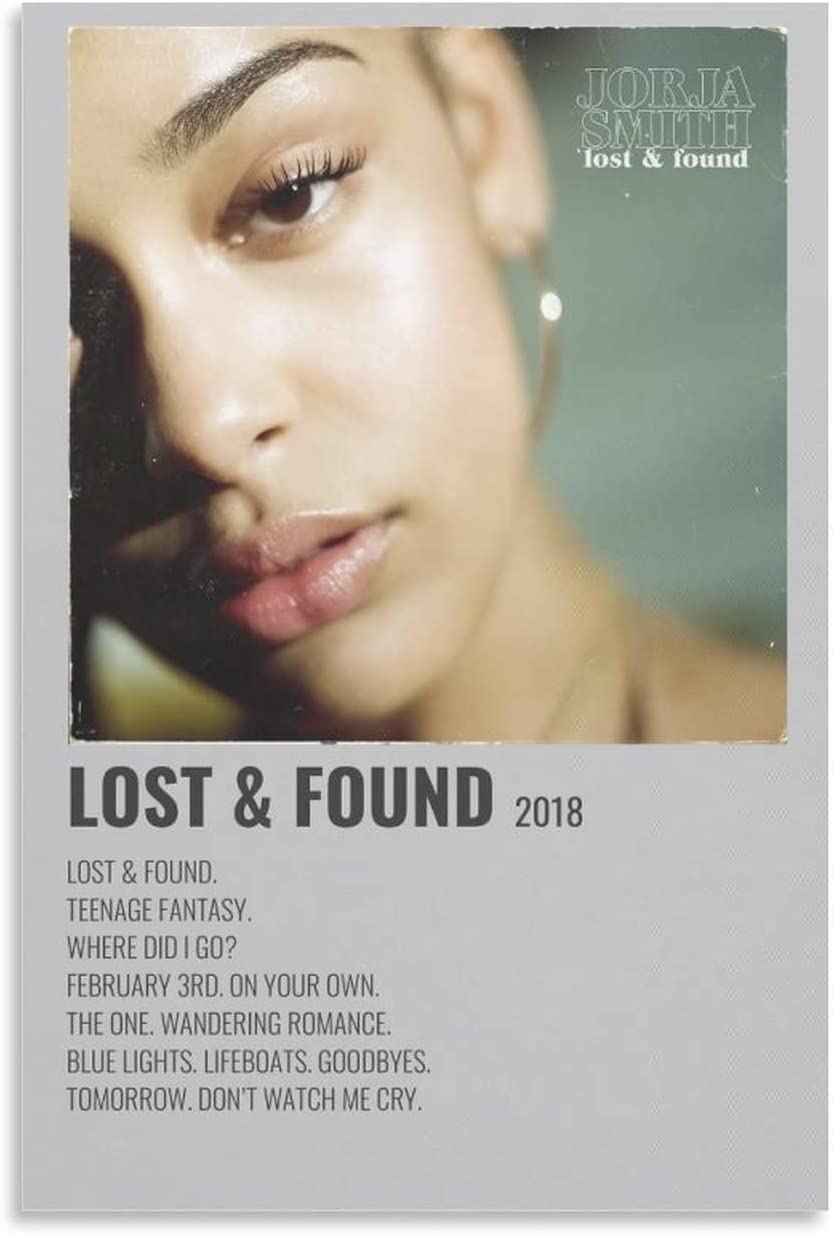 JORJA
SMITH
lost & found
LOST & FOUND 2018
LOST & FOUND.
TEENAGE FANTASY.
WHERE DID I GO?
FEBRUARY 3RD. ON YOUR OWN.
THE ONE. WANDERING ROMANCE.
BLUE LIGHTS. LIFEBOATS. GOODBYES.
TOMORROW. DON'T WATCH ME CRY.